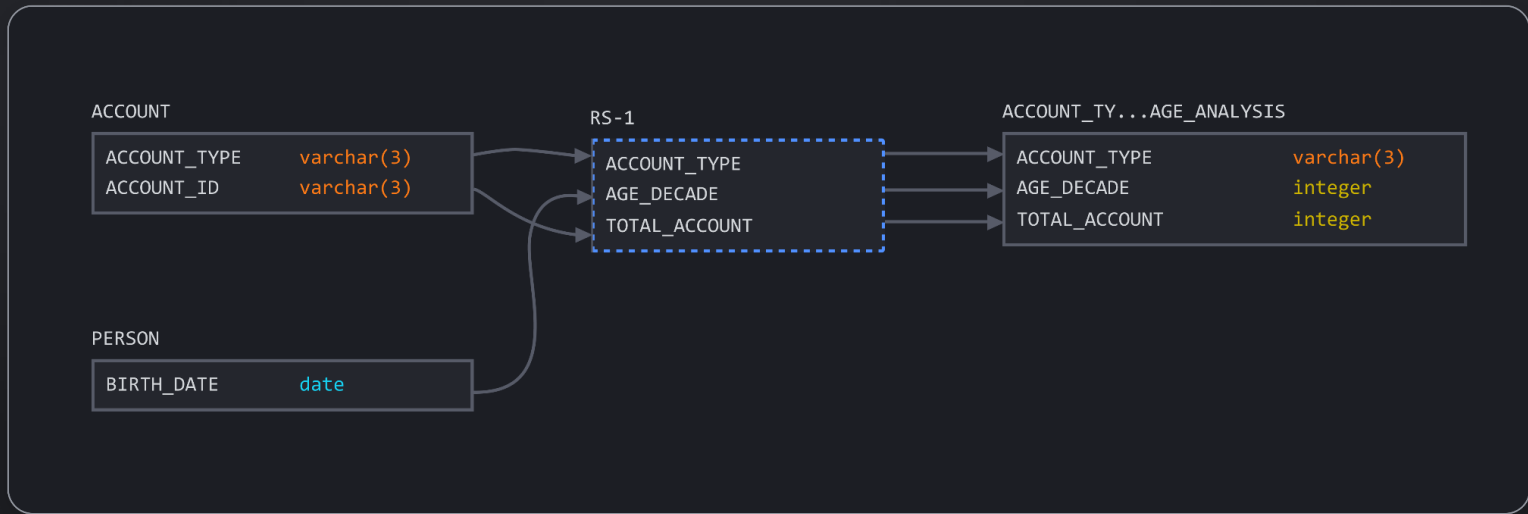 ACCOUNT
ACCOUNT_TYPE varchar(3)
ACCOUNT_ID varchar(3)
PERSON
BIRTH_DATE date
RS-1
ACCOUNT_TYPE
AGE_DECADE
TOTAL_ACCOUNT
ACCOUNT_TY...AGE_ANALYSIS
ACCOUNT_TYPE varchar(3)
AGE_DECADE integer
TOTAL_ACCOUNT integer